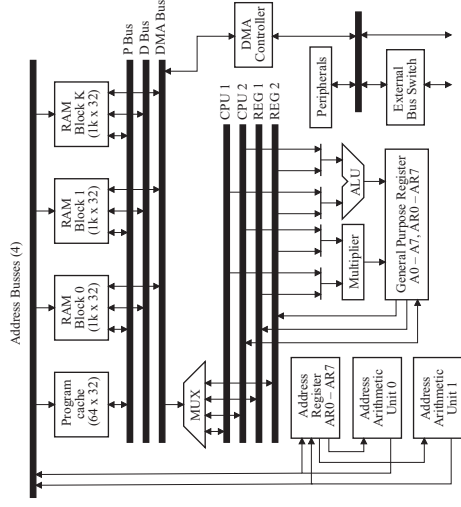 Address Busses (4)
Program
cache
(64 x 32)
RAM
Block 0
(1k x 32)
RAM
Block 1
(1k x 32)
RAM
Block K
(1k x 32)
P Bus
D Bus
DMA Bus
MUX
DMA
Controller
CPU 1
CPU 2
REG 1
REG 2
Peripherals
External
Bus Switch
Multiplier
ALU
General Purpose Register
A0 – A7, AR0 – AR7
Address
Register
AR0 – AR7
Address
Arithmetic
Unit 0
Address
Arithmetic
Unit 1